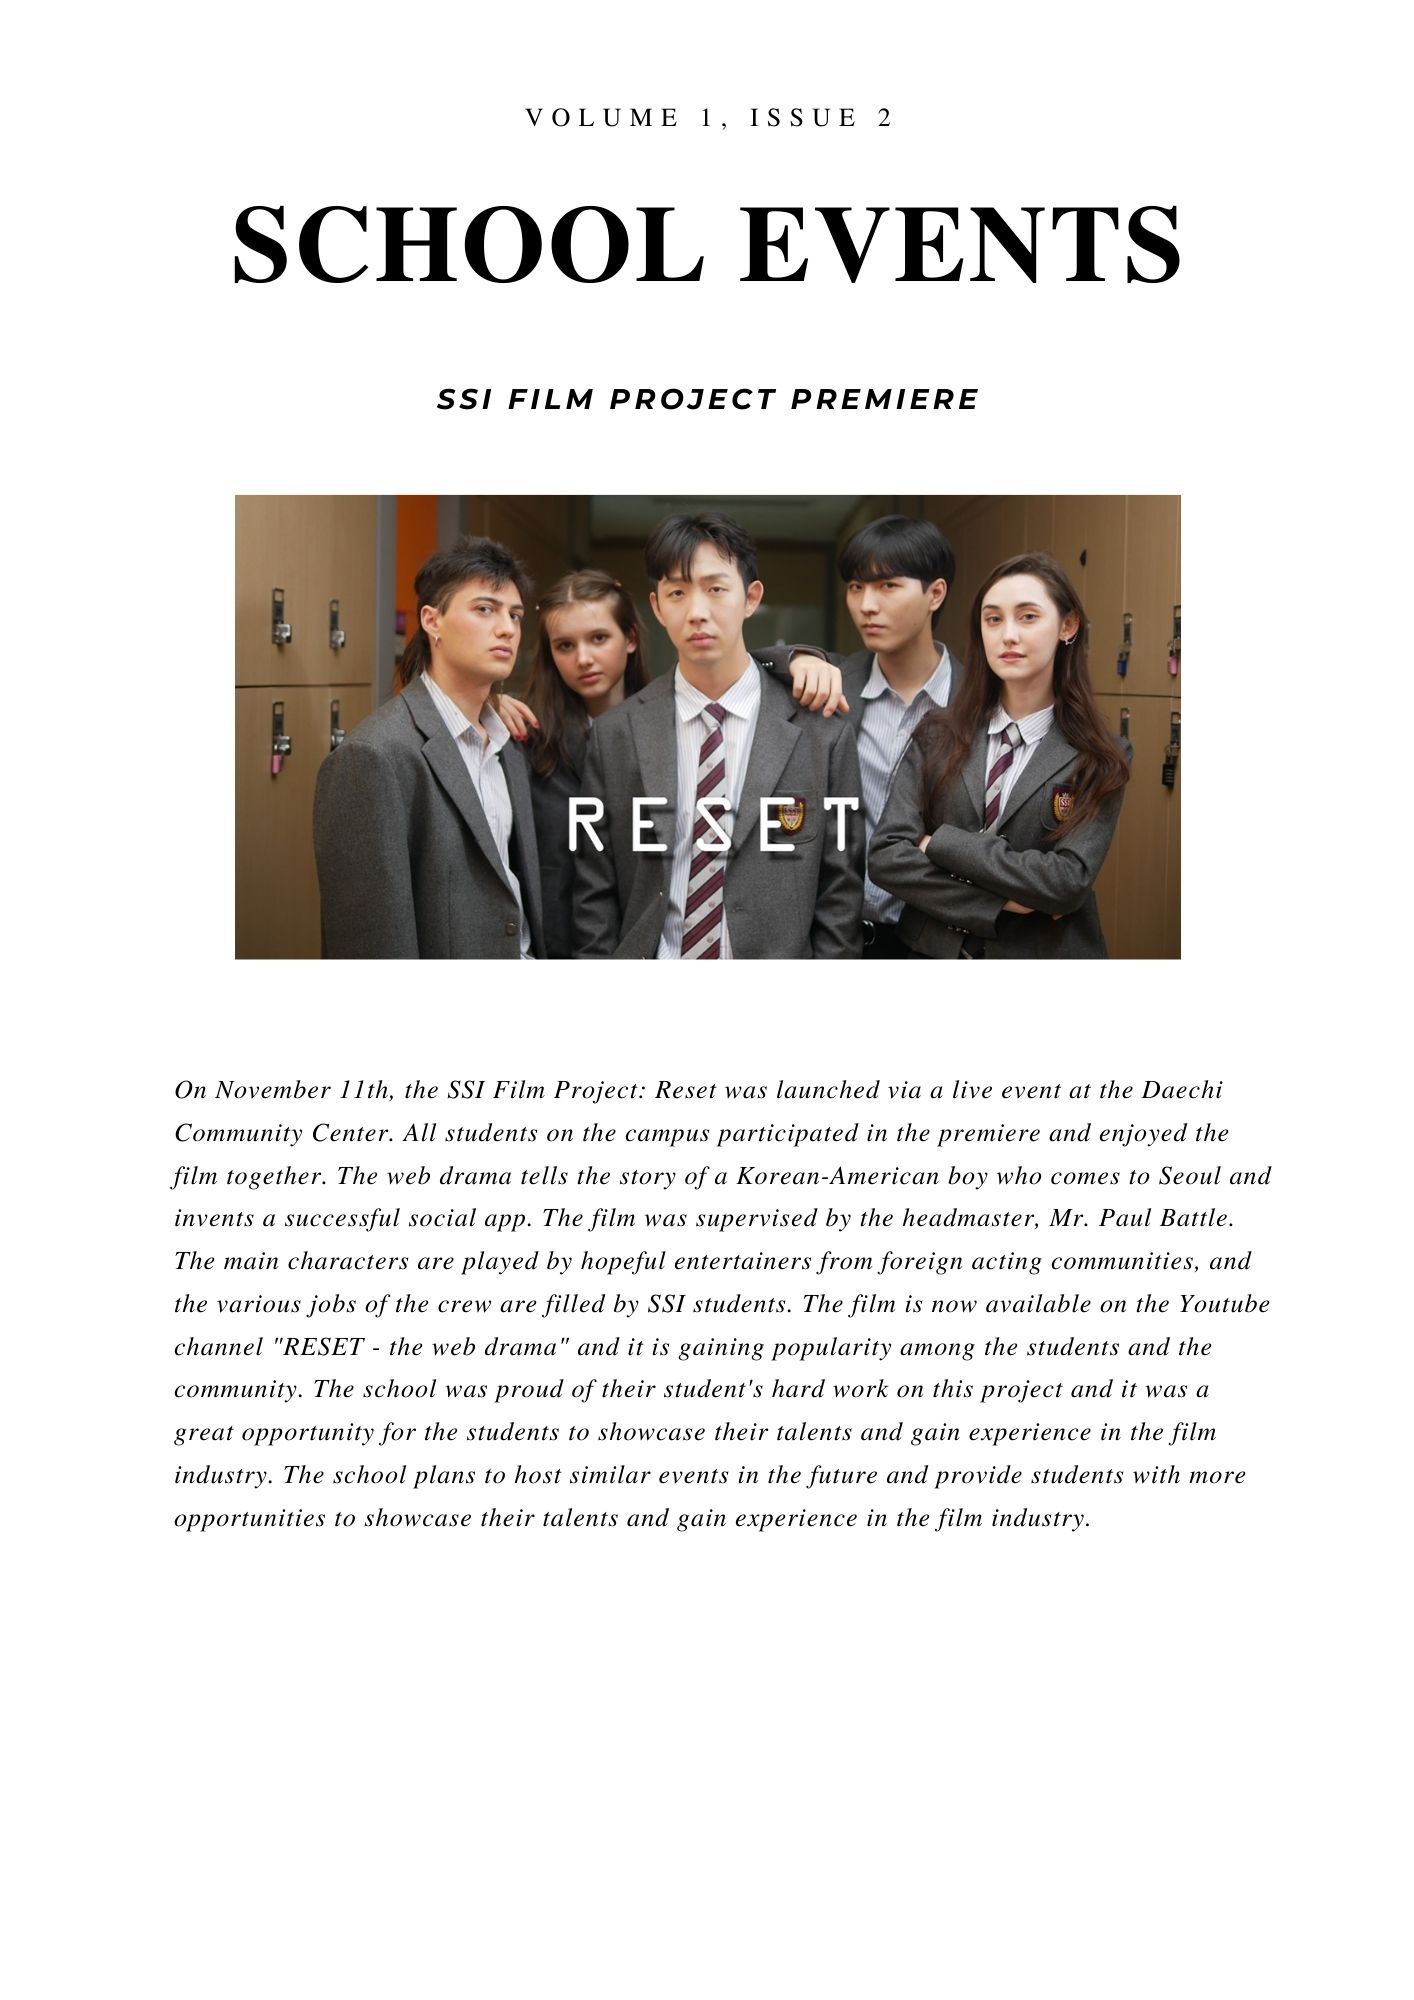 VOLUME 1, ISSUE 2
SCHOOL EVENTS
SSI FILM PROJECT PREMIERE
RESET
SSI
On November 11th, the SSI Film Project: Reset was launched via a live event at the Daechi
Community Center. All students on the campus participated in the premiere and enjoyed the
film together. The web drama tells the story of a Korean-American boy who comes to Seoul and
invents a successful social app. The film was supervised by the headmaster, Mr. Paul Battle.
The main characters are played by hopeful entertainers from foreign acting communities, and
the various jobs of the crew are filled by SSI students. The film is now available on the Youtube
channel "RESET - the web drama" and it is gaining popularity among the students and the
community. The school was proud of their student's hard work on this project and it was a
great opportunity for the students to showcase their talents and gain experience in the film
industry. The school plans to host similar events in the future and provide students with more
opportunities to showcase their talents and gain experience in the film industry.